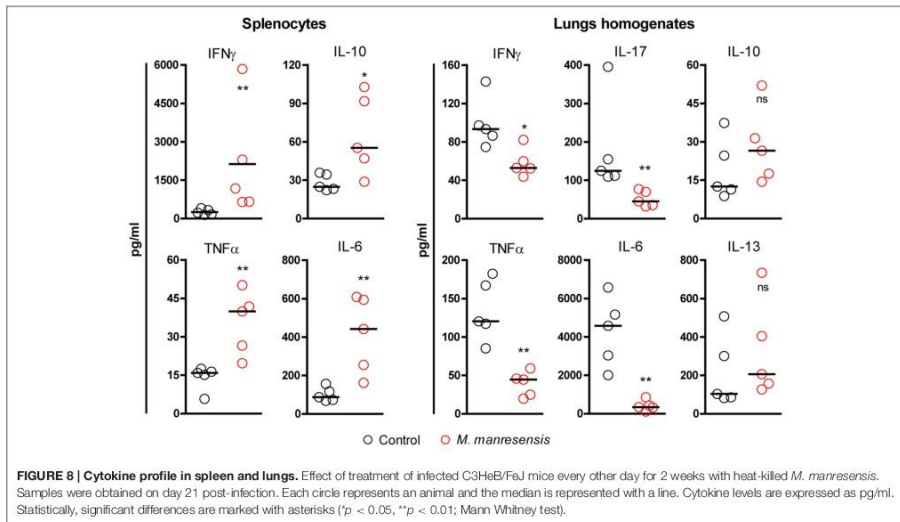 Splenocytes
Lungs homogenates
IFNγ
IL-10
IFNγ
IL-17
IL-10
6000
4500
3000
1500
0
**
120
90
60
30
0
*
160
120
80
40
0
*
400
300
200
100
0
**
45
30
15
0
ns
pg/ml
pg/ml
TNFα
IL-6
TNFα
IL-6
IL-13
60
45
30
15
0
**
800
600
400
200
0
**
200
150
100
50
0
**
8000
6000
4000
2000
0
**
800
600
400
200
0
ns
Control
M. manresensis
FIGURE 8 | Cytokine profile in spleen and lungs. Effect of treatment of infected C3HeB/FeJ mice every other day for 2 weeks with heat-killed M. manresensis.
Samples were obtained on day 21 post-infection. Each circle represents an animal and the median is represented with a line. Cytokine levels are expressed as pg/ml.
Statistically, significant differences are marked with asterisks (*p < 0.05, **p < 0.01; Mann Whitney test).